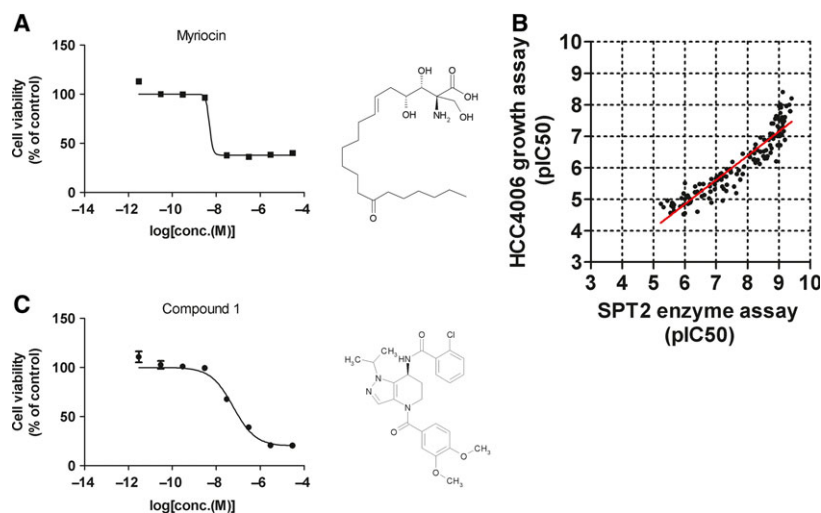 A
Myriocin
Cell viability
(% of control)
150
100
50
0
−14 −12 −10 −8 −6 −4
log[conc.(M)]
OH
O
OH
OH
NH2
OH
O
B
HCC4006 growth assay
(pIC50)
10
9
8
7
6
5
4
3
3 4 5 6 7 8 9 10
SPT2 enzyme assay
(pIC50)
C
Compound 1
Cell viability
(% of control)
150
100
50
0
−14 −12 −10 −8 −6 −4
log[conc.(M)]
O
Cl
CH3
H3C
HN
N
N
N
O
O
CH3
O
CH3